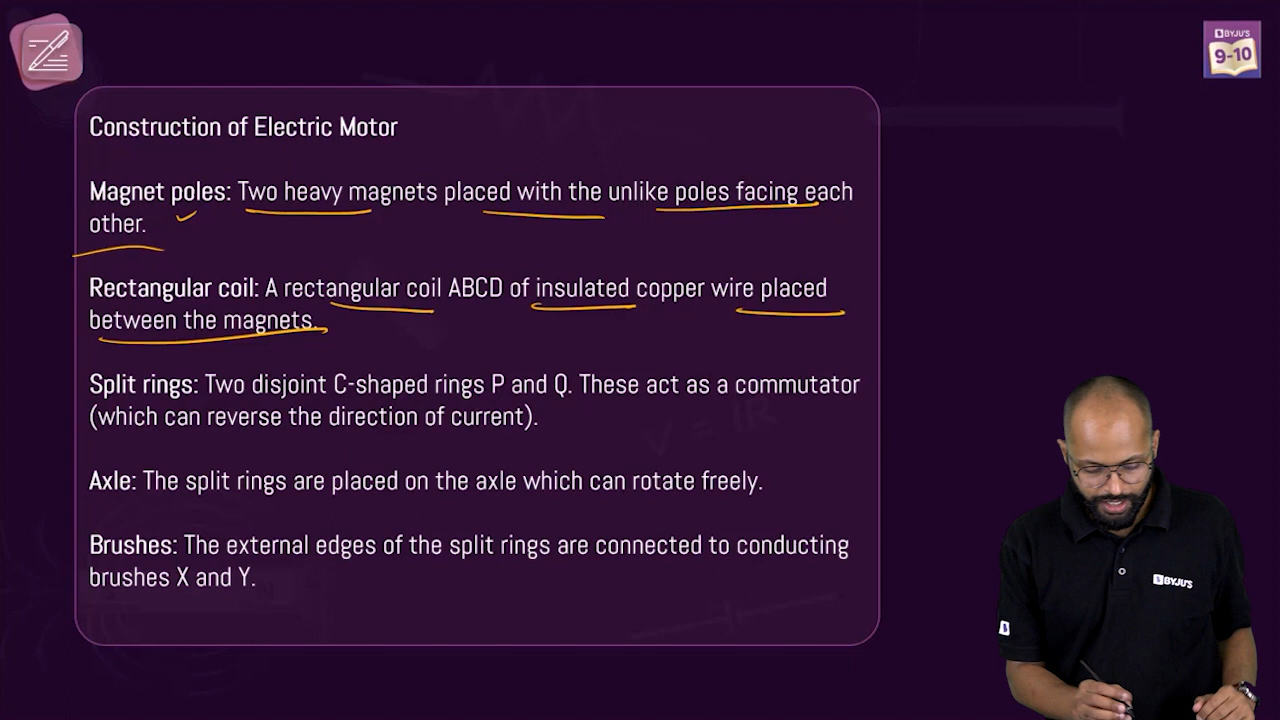 BYJU'S
9-10
Construction of Electric Motor
Magnet poles: Two heavy magnets placed with the unlike poles facing each
other.
Rectangular coil: A rectangular coil ABCD of insulated copper wire placed
between the magnets.
Split rings: Two disjoint C-shaped rings P and Q. These act as a commutator
(which can reverse the direction of current).
V = IR
Axle: The split rings are placed on the axle which can rotate freely.
Brushes: The external edges of the split rings are connected to conducting
brushes X and Y.
BYJU'S